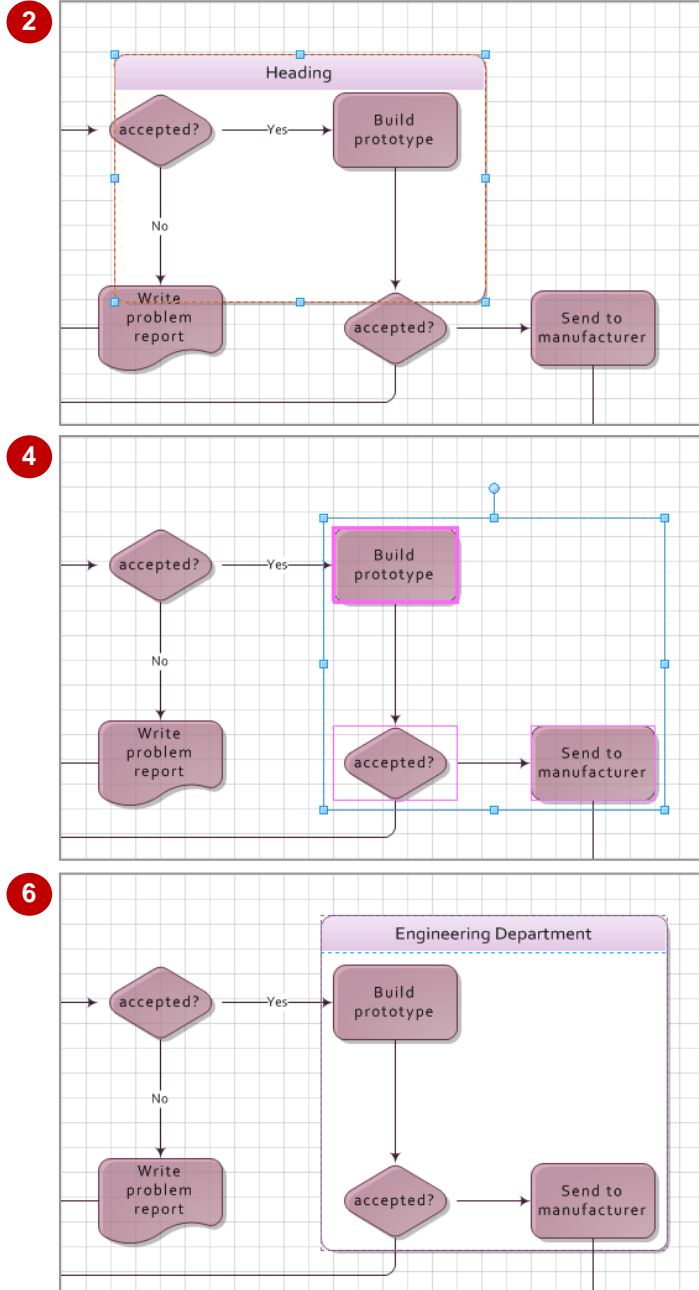 2
Heading
accepted?
Yes
Build
prototype
No
Write
problem
report
accepted?
Send to
manufacturer
4
accepted?
Yes
Build
prototype
No
Write
problem
report
accepted?
Send to
manufacturer
6
Engineering Department
accepted?
Yes
Build
prototype
No
Write
problem
report
accepted?
Send to
manufacturer